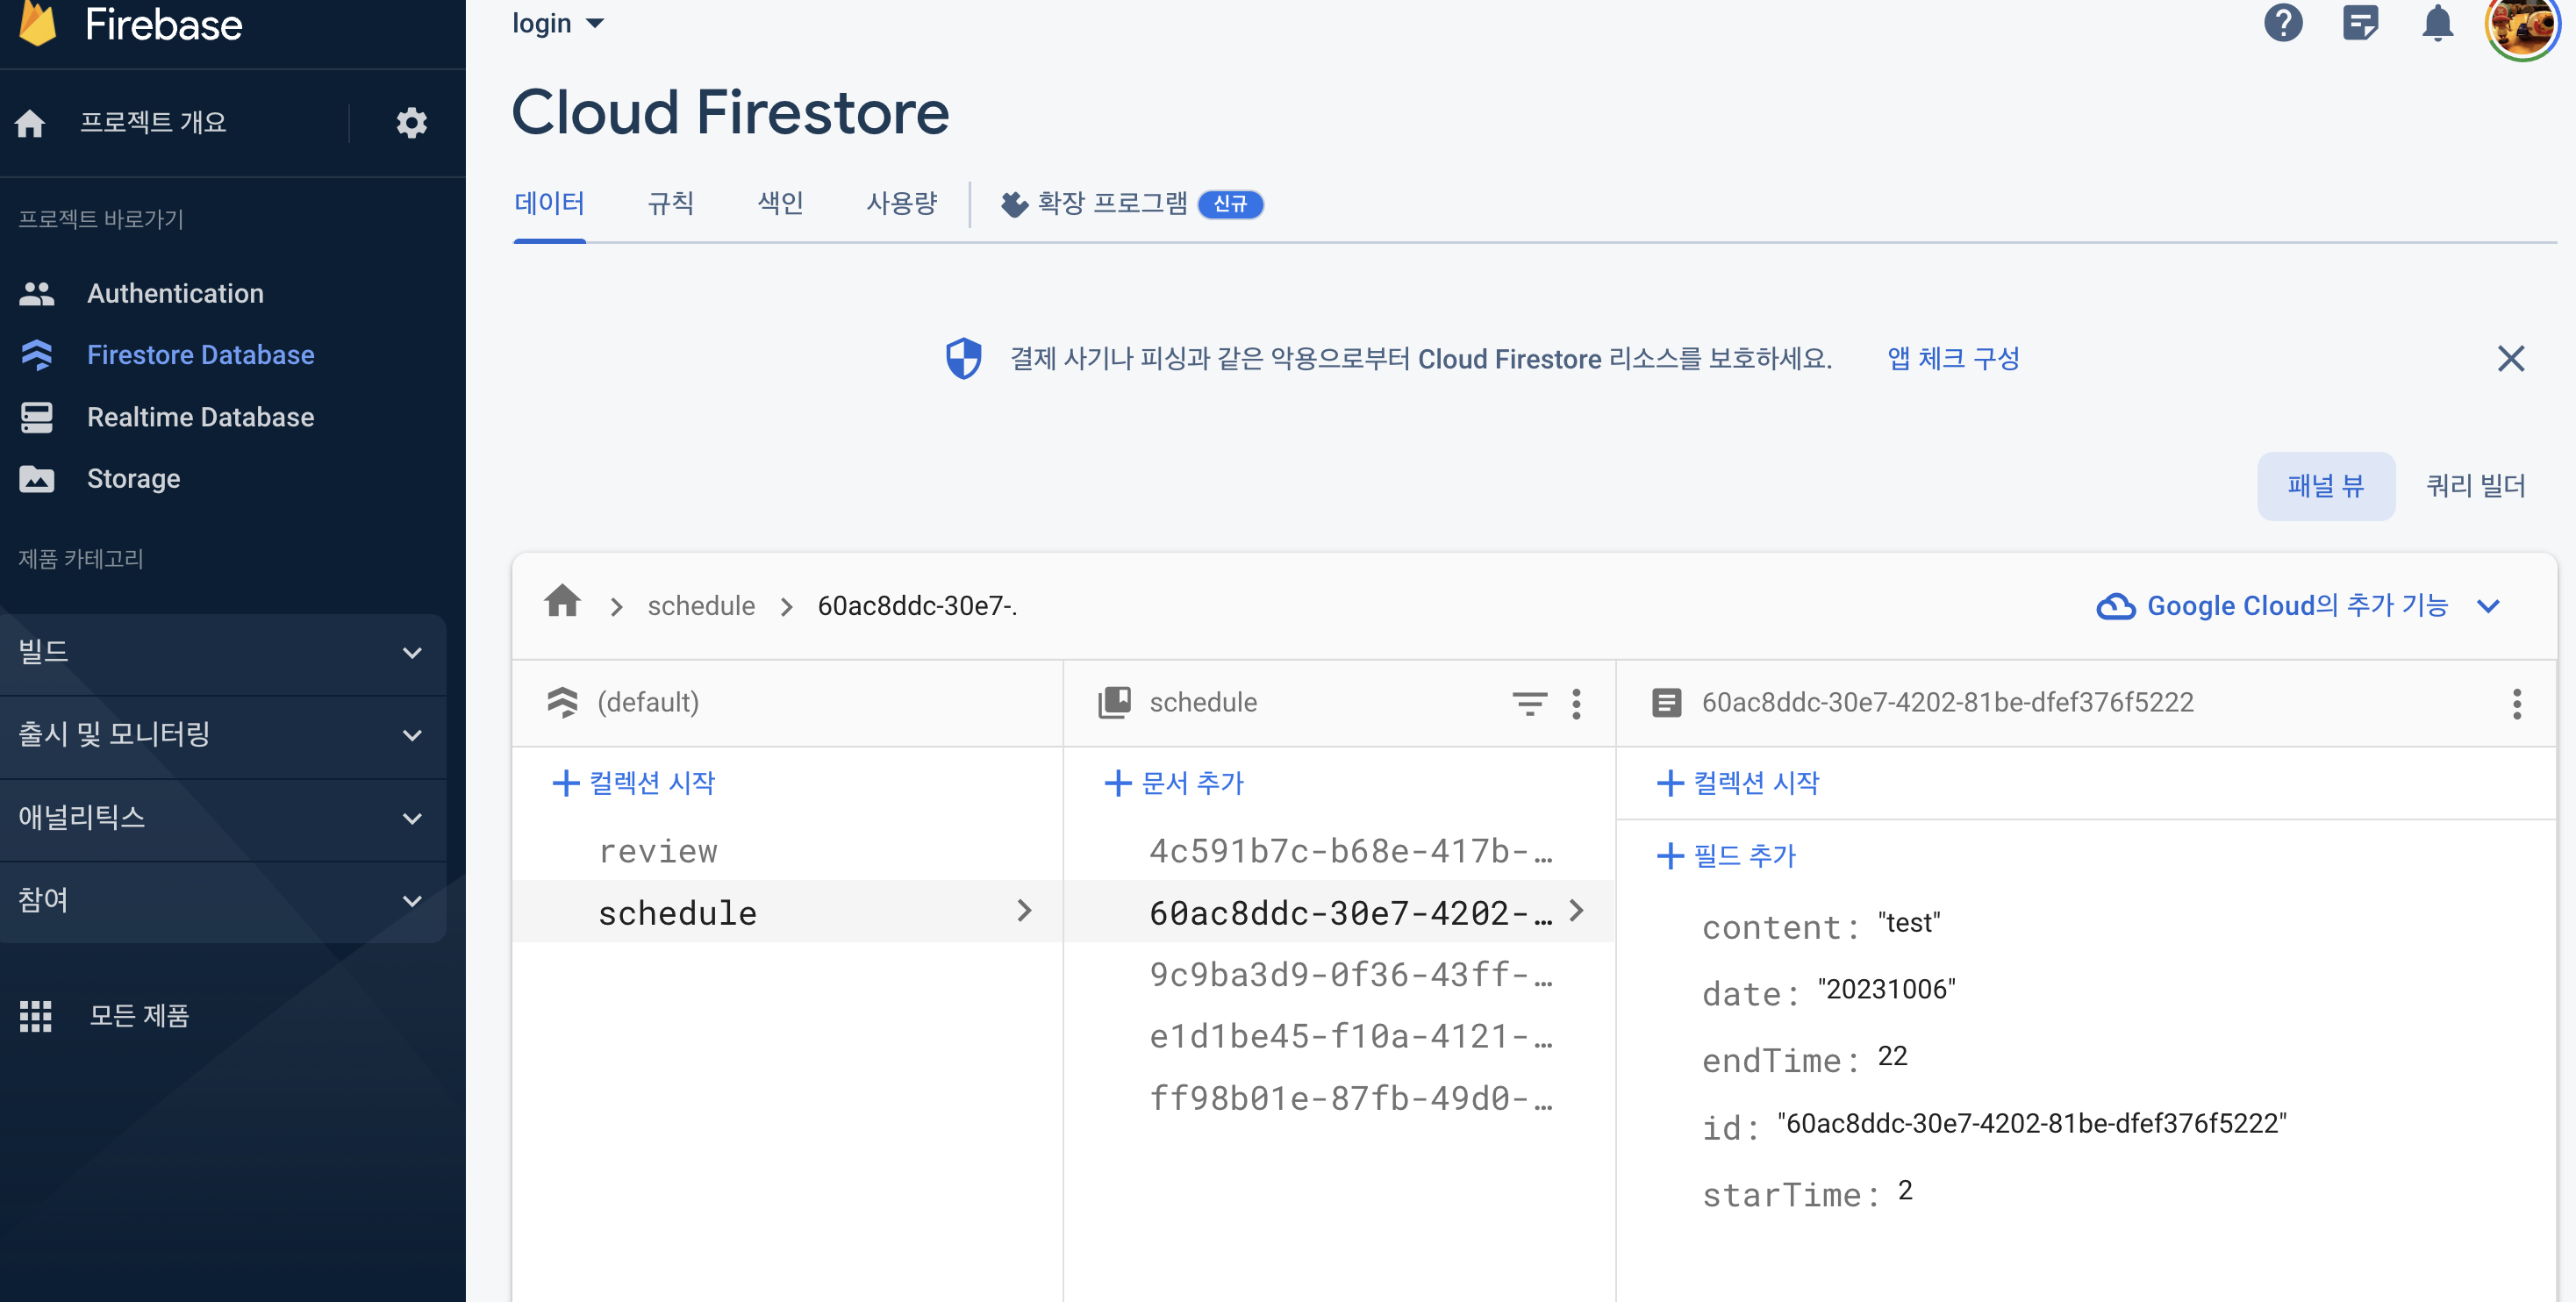 Firebase
프로젝트 개요
프로젝트 바로가기
Authentication
Firestore Database
Realtime Database
Storage
제품 카테고리
빌드
출시 및 모니터링
애널리틱스
참여
모든 제품
login
Cloud Firestore
데이터 규칙 색인 사용량 확장 프로그램 신규
결제 사기나 피싱과 같은 악용으로부터 Cloud Firestore 리소스를 보호하세요. 앱 체크 구성
패널 뷰 쿼리 빌더
schedule 60ac8ddc-30e7-.
Google Cloud의 추가 기능
(default)
컬렉션 시작
review
schedule
schedule
문서 추가
4c591b7c-b68e-417b-…
60ac8ddc-30e7-4202-…
9c9ba3d9-0f36-43ff-…
e1d1be45-f10a-4121-…
ff98b01e-87fb-49d0-…
60ac8ddc-30e7-4202-81be-dfef376f5222
컬렉션 시작
필드 추가
content: "test"
date: "20231006"
endTime: 22
id: "60ac8ddc-30e7-4202-81be-dfef376f5222"
starTime: 2